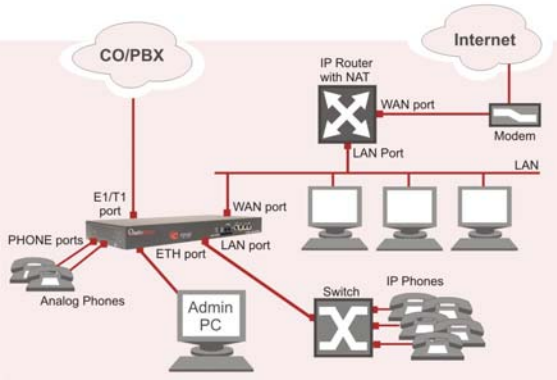 CO/PBX
Internet
IP Router
with NAT
WAN port
Modem
LAN Port
LAN
E1/T1
port
WAN port
PHONE ports
ETH port
LAN port
Analog Phones
Admin
PC
Switch
IP Phones